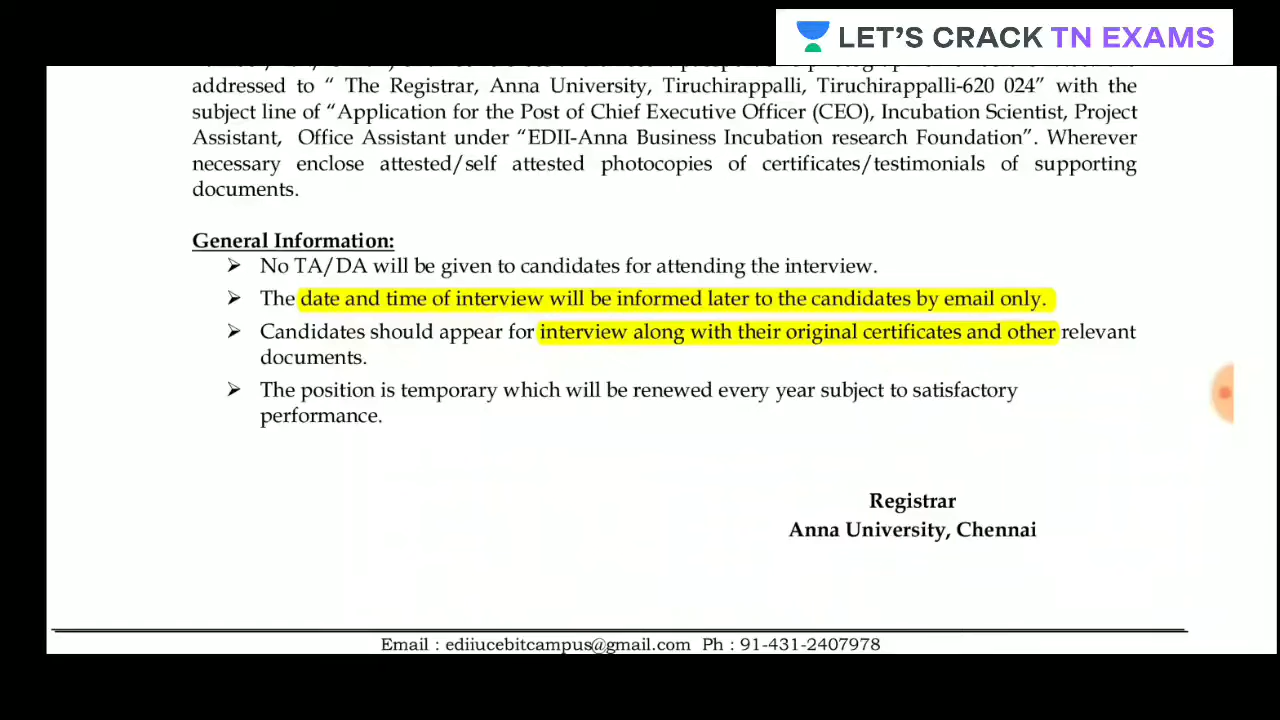 LET'S CRACK TN EXAMS
addressed to “ The Registrar, Anna University, Tiruchirappalli, Tiruchirappalli-620 024” with the
subject line of “Application for the Post of Chief Executive Officer (CEO), Incubation Scientist, Project
Assistant, Office Assistant under “EDII-Anna Business Incubation research Foundation”. Wherever
necessary enclose attested/self attested photocopies of certificates/testimonials of supporting
documents.
General Information:
➢ No TA/DA will be given to candidates for attending the interview.
➢ The date and time of interview will be informed later to the candidates by email only.
➢ Candidates should appear for interview along with their original certificates and other relevant
documents.
➢ The position is temporary which will be renewed every year subject to satisfactory
performance.
Registrar
Anna University, Chennai
Email : ediiucebitcampus@gmail.com Ph : 91-431-2407978